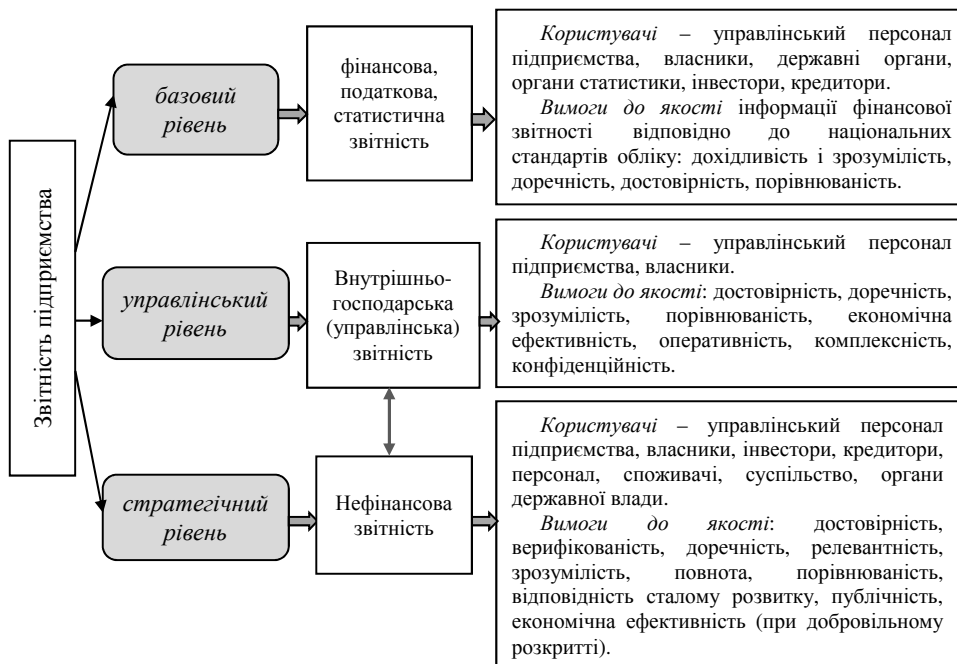 Звітність підприємства
базовий
рівень
фінансова,
податкова,
статистична
звітність
Користувачі – управлінський персонал
підприємства, власники, державні органи,
органи статистики, інвестори, кредитори.
Вимоги до якості інформації фінансової
звітності відповідно до національних
стандартів обліку: дохідливість і зрозумілість,
доречність, достовірність, порівнюваність.
управлінський
рівень
Внутрішньо-
господарська
(управлінська)
звітність
Користувачі – управлінський персонал
підприємства, власники.
Вимоги до якості: достовірність, доречність,
зрозумілість, порівнюваність, економічна
ефективність, оперативність, комплексність,
конфіденційність.
стратегічний
рівень
Нефінансова
звітність
Користувачі – управлінський персонал
підприємства, власники, інвестори, кредитори,
персонал, споживачі, суспільство, органи
державної влади.
Вимоги до якості: достовірність,
верифікованість, доречність, релевантність,
зрозумілість, повнота, порівнюваність,
відповідність сталому розвитку, публічність,
економічна ефективність (при добровільному
розкритті).